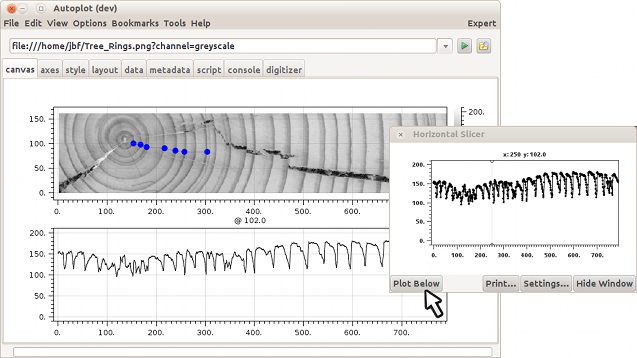 Autoplot (dev)
File Edit View Options Bookmarks Tools Help Expert
file:///home/jbf/Tree_Rings.png?channel=greyscale
canvas axes style layout data metadata script console digitizer
150.
100.
50.
0.
0. 100. 200. 300. 400. 500. 600.
200.
@ 102.0
200.
150.
100.
50.
0.
0. 100. 200. 300. 400. 500. 600. 700.
Horizontal Slicer
x:250 y:102.0
200.
150.
100.
50.
0.
0. 100. 200. 300. 400. 500. 600. 700.
Plot Below Print... Settings... Hide Window